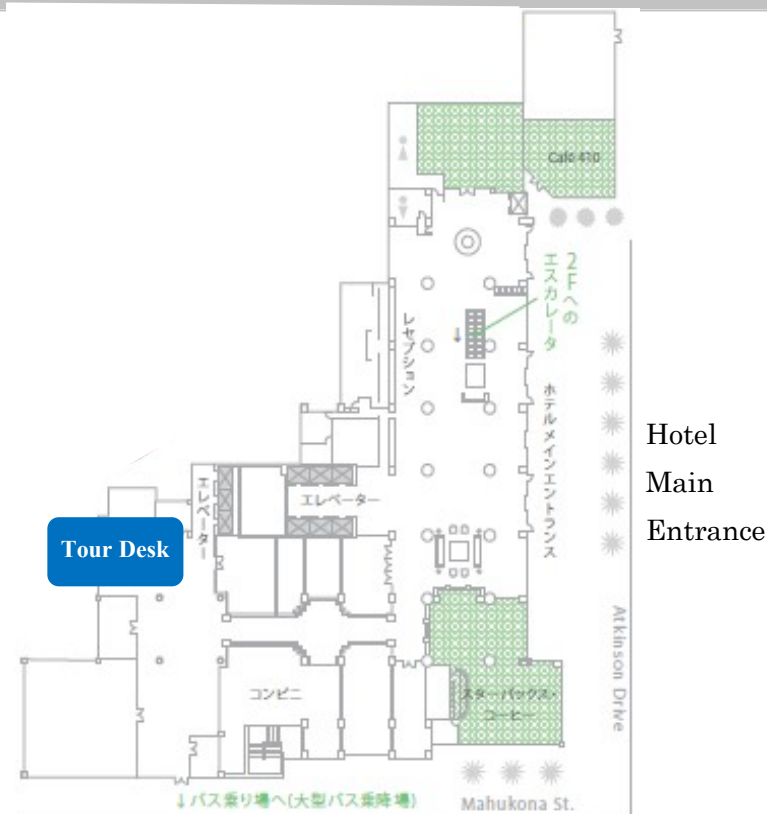 Café 410
2Fへの
エスカレータ
レセプション
ホテルメインエントランス
Hotel
Main
Entrance
エレベーター
エレベーター
Tour Desk
Atkinson Drive
コンビニ
スターバックス・
コーヒー
↓バス乗り場へ(大型バス乗降場)
Mahukona St.